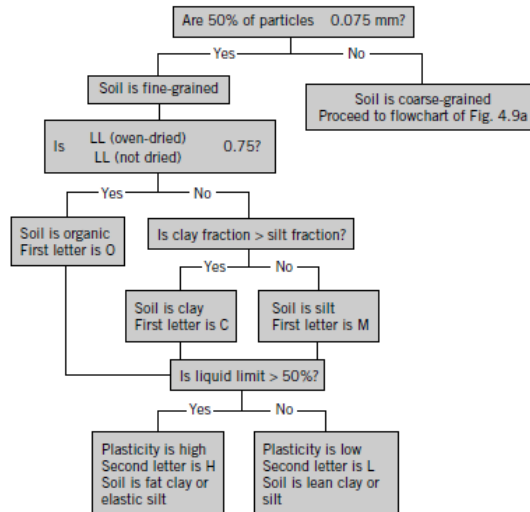 Are 50% of particles 0.075 mm?
Yes
No
Soil is fine-grained
Soil is coarse-grained
Proceed to flowchart of Fig. 4.9a
Is LL (oven-dried) 0.75?
LL (not dried)
Yes
No
Soil is organic
First letter is O
Is clay fraction > silt fraction?
Yes
No
Soil is clay
First letter is C
Soil is silt
First letter is M
Is liquid limit > 50%?
Yes
No
Plasticity is high
Second letter is H
Soil is fat clay or
elastic silt
Plasticity is low
Second letter is L
Soil is lean clay or
silt